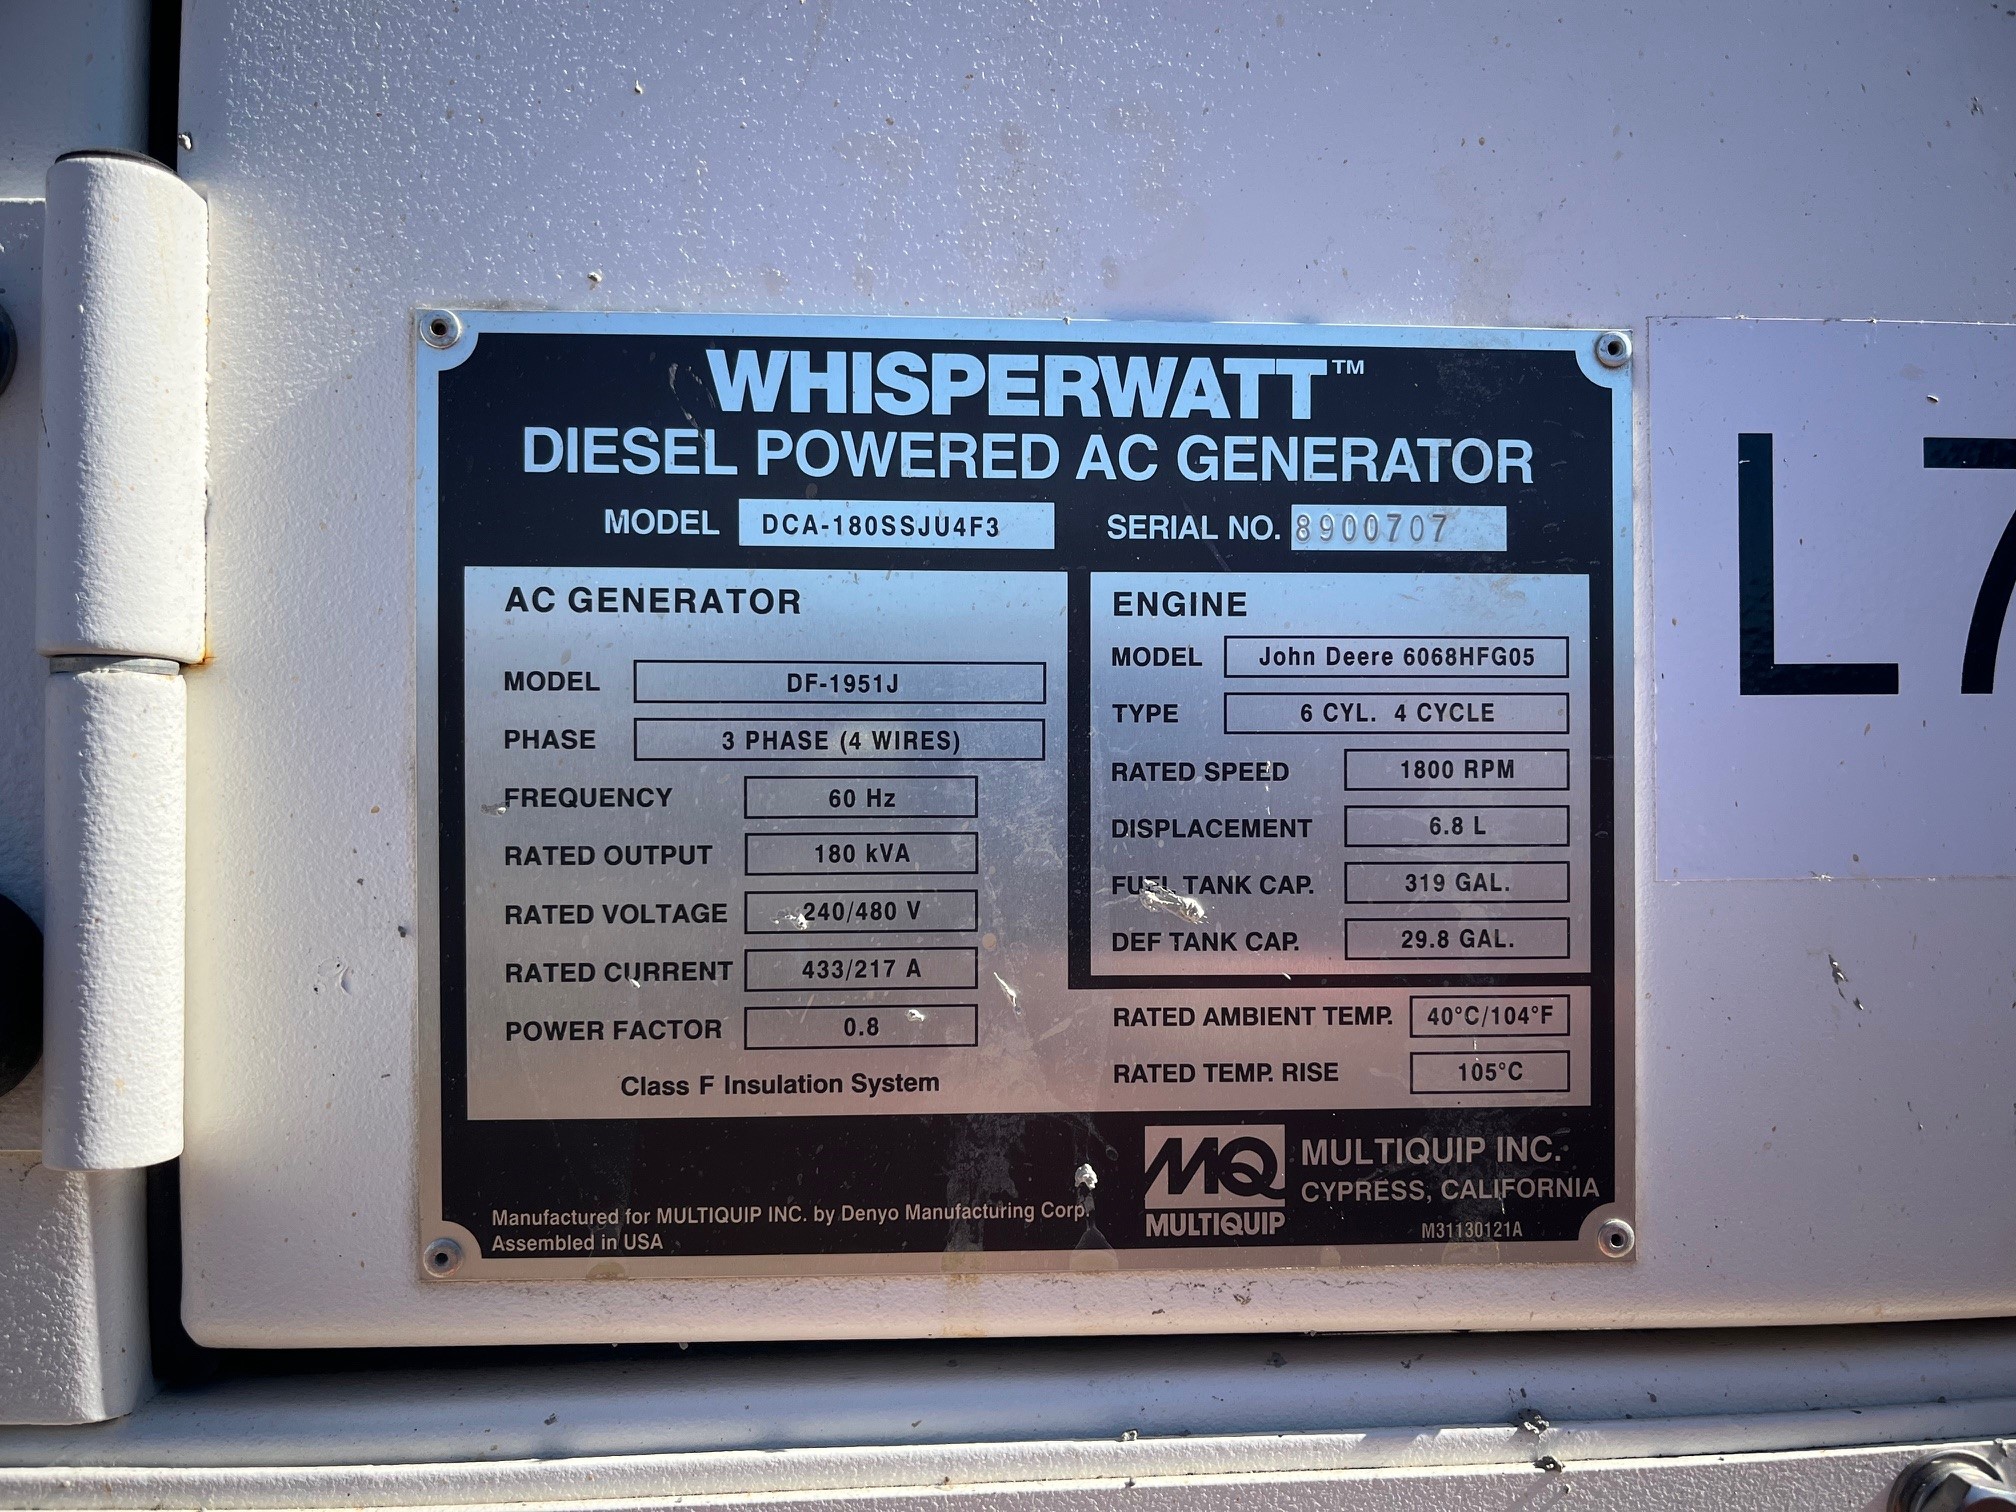 WHISPERWATT™
DIESEL POWERED AC GENERATOR
MODEL DCA-180SSJU4F3 SERIAL NO. 8900707
AC GENERATOR
MODEL DF-1951J
PHASE 3 PHASE (4 WIRES)
FREQUENCY 60 Hz
RATED OUTPUT 180 kVA
RATED VOLTAGE 240/480 V
RATED CURRENT 433/217 A
POWER FACTOR 0.8
Class F Insulation System
ENGINE
MODEL John Deere 6068HFG05
TYPE 6 CYL. 4 CYCLE
RATED SPEED 1800 RPM
DISPLACEMENT 6.8 L
FUEL TANK CAP. 319 GAL.
DEF TANK CAP. 29.8 GAL.
RATED AMBIENT TEMP. 40°C/104°F
RATED TEMP. RISE 105°C
Manufactured for MULTIQUIP INC. by Denyo Manufacturing Corp.
Assembled in USA
MQ
MULTIQUIP
MULTIQUIP INC.
CYPRESS, CALIFORNIA
M31130121A
L7